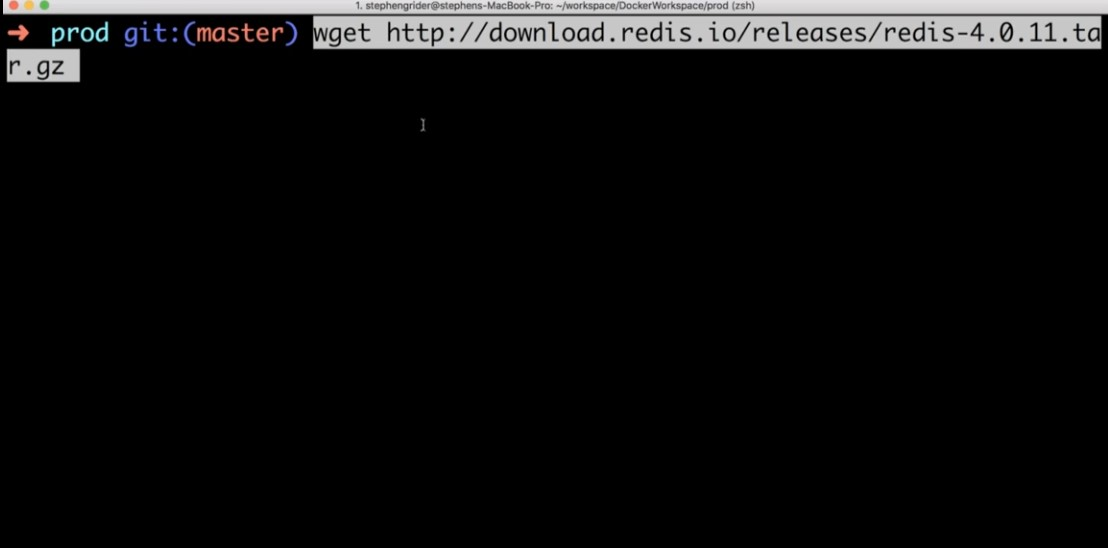 1. stephengrider@stephens-MacBook-Pro: ~/workspace/DockerWorkspace/prod (zsh)
➜ prod git:(master) wget http://download.redis.io/releases/redis-4.0.11.ta
r.gz